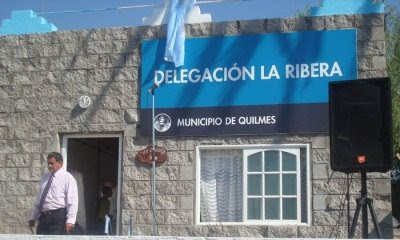 DELEGACIÓN LA RIBERA
MUNICIPIO DE QUILMES